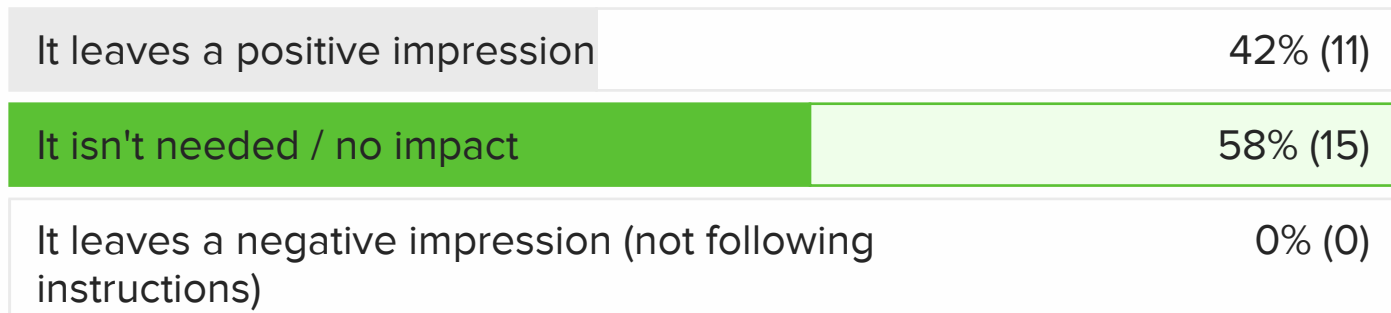 It leaves a positive impression 42% (11)
It isn't needed / no impact 58% (15)
It leaves a negative impression (not following 0% (0)
instructions)